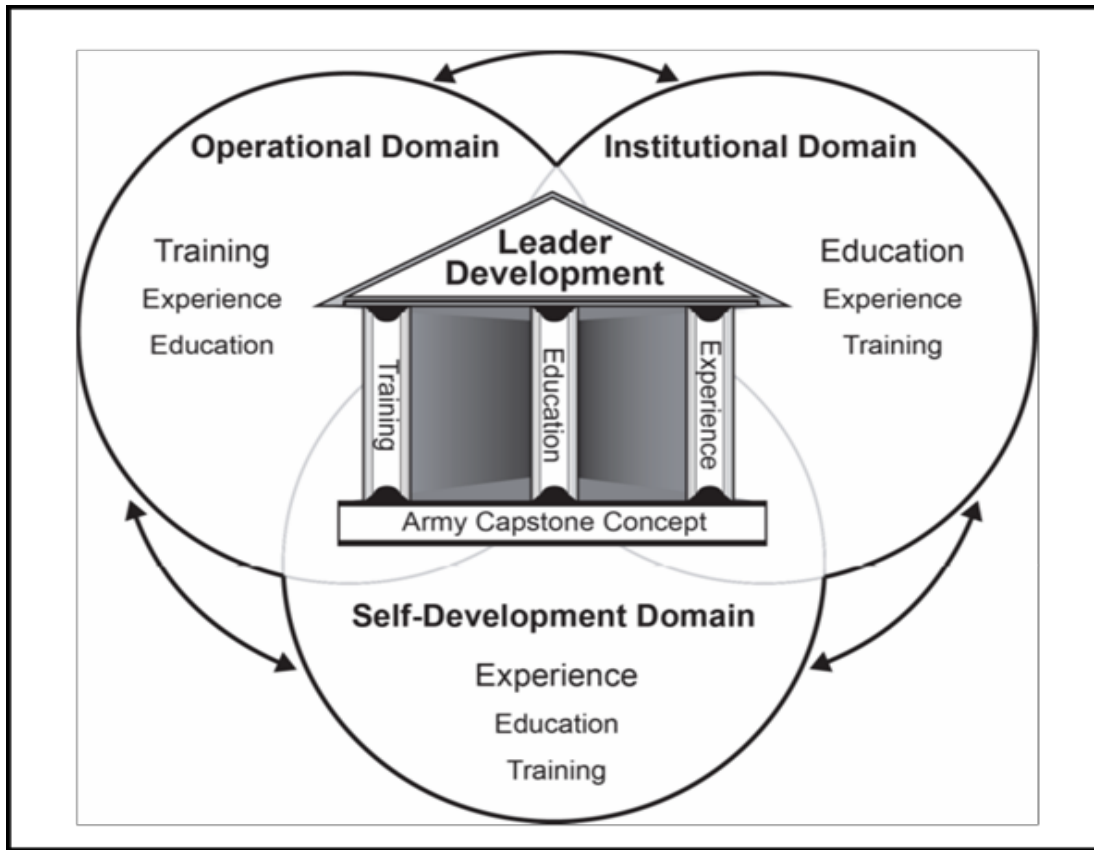 Operational Domain
Institutional Domain
Training
Experience
Education
Education
Experience
Training
Leader
Development
Training
Education
Experience
Army Capstone Concept
Self-Development Domain
Experience
Education
Training